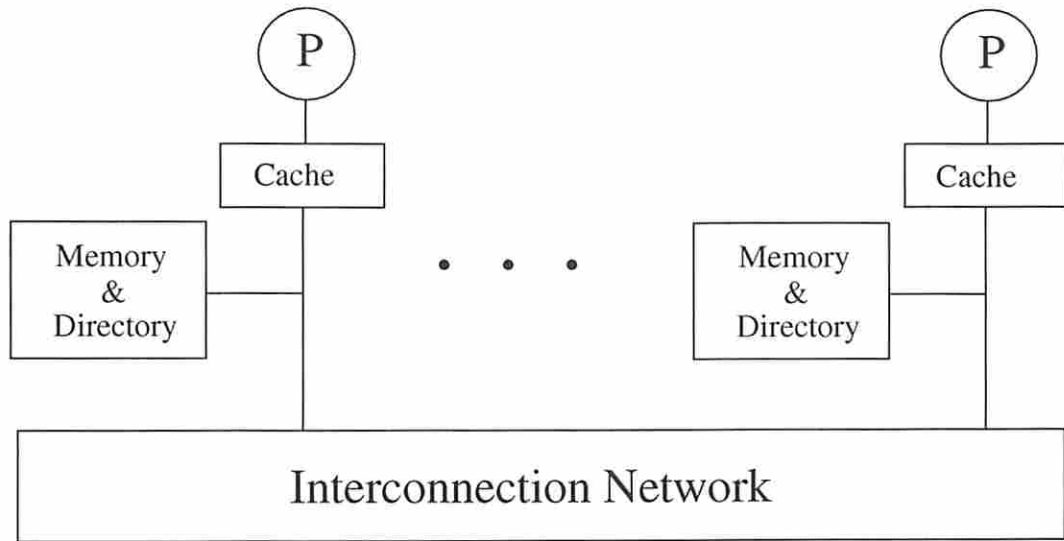 P
P
Cache
Cache
Memory
&
Directory
Memory
&
Directory
Interconnection Network